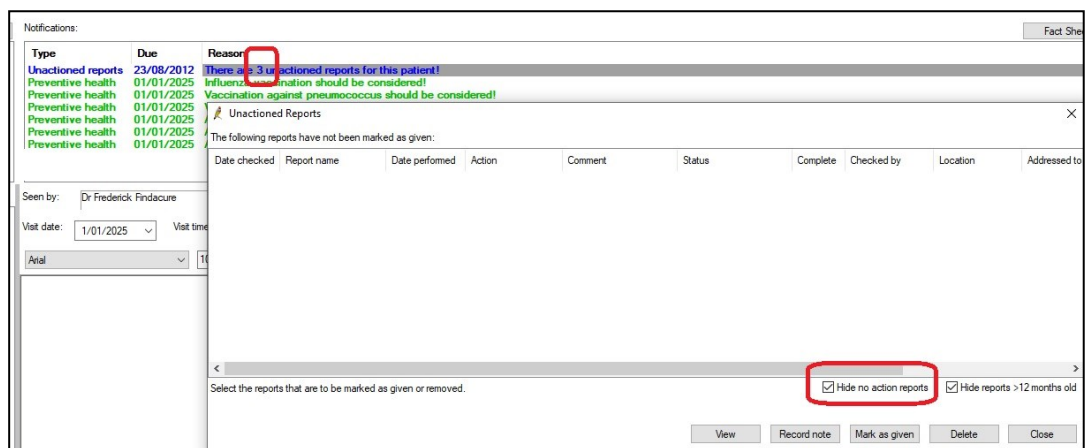 Notifications:
Fact Shee
Type Due Reason
Unactioned reports 23/08/2012 There are 3 unactioned reports for this patient!
Preventive health 01/01/2025 Influenza vaccination should be considered!
Preventive health 01/01/2025 Vaccination against pneumococcus should be considered!
Preventive health 01/01/2025
Preventive health 01/01/2025
Preventive health 01/01/2025
Preventive health 01/01/2025
Unactioned Reports
The following reports have not been marked as given:
Date checked Report name Date performed Action Comment Status Complete Checked by Location Addressed to
Seen by: Dr Frederick Findacure
Visit date: 1/01/2025 Visit time
Arial 10
Select the reports that are to be marked as given or removed.
Hide no action reports Hide reports >12 months old
View Record note Mark as given Delete Close